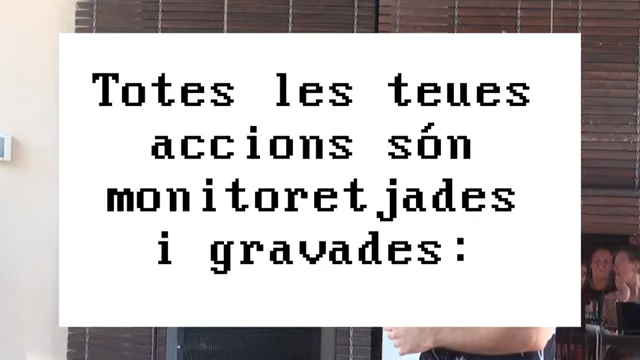 Totes les teues
accions són
monitoretjades
i gravades: